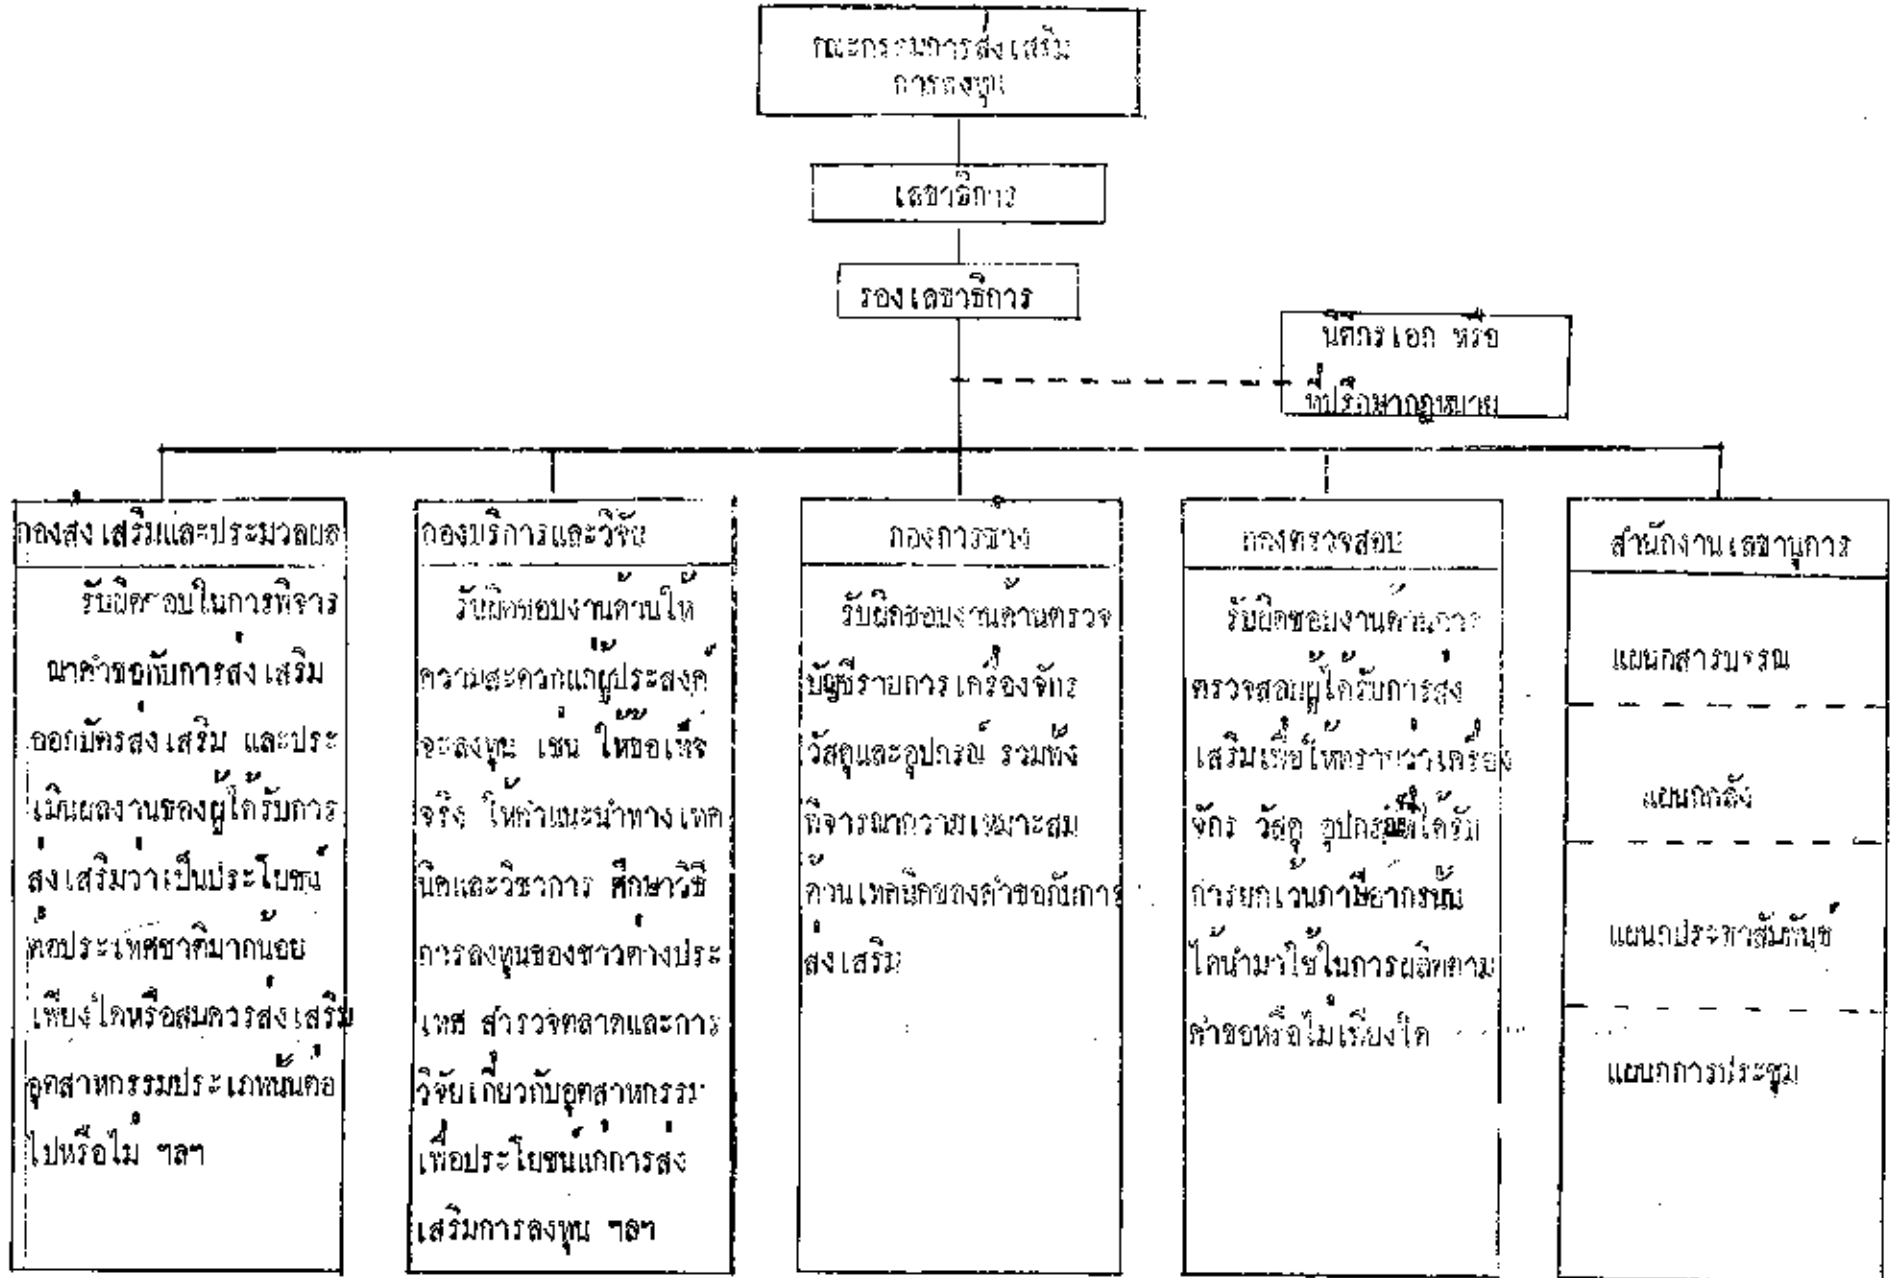 คณะกรรมการส่งเสริม
การลงทุน
เลขาธิการ
รองเลขาธิการ
นิติกรเอก หรือ
ที่ปรึกษากฎหมาย
กองส่งเสริมและประมวลผล
รับผิดชอบในการพิจาร
ณาคำขอรับการส่งเสริม
ออกบัตรส่งเสริม และประ
เมินผลงานของผู้ได้รับการ
ส่งเสริมว่าเป็นประโยชน์
ต่อประเทศชาติมากน้อย
เพียงใดหรือสมควรส่งเสริม
อุตสาหกรรมประเภทนั้นต่อ
ไปหรือไม่ ฯลฯ
กองบริการและวิจัย
รับผิดชอบงานด้านให้
ความสะดวกแก่ผู้ประสงค์
จะลงทุน เช่น ให้ข้อเท็จ
จริง ให้คำแนะนำทางเทค
นิคและวิชาการ ศึกษาวิธี
การลงทุนของชาวต่างประ
เทศ สำรวจตลาดและการ
วิจัยเกี่ยวกับอุตสาหกรรม
เพื่อประโยชน์แก่การส่ง
เสริมการลงทุน ฯลฯ
กองการช่าง
รับผิดชอบงานด้านตรวจ
บัญชีรายการเครื่องจักร
วัสดุและอุปกรณ์ รวมทั้ง
พิจารณาความเหมาะสม
ด้านเทคนิคของคำขอรับการ
ส่งเสริม
กองตรวจสอบ
รับผิดชอบงานด้านการ
ตรวจสอบผู้ได้รับการส่ง
เสริมเพื่อให้ทราบว่าเครื่อง
จักร วัสดุ อุปกรณ์ที่ได้รับ
การยกเว้นภาษีอากรนั้น
ได้นำมาใช้ในการผลิตตาม
คำขอหรือไม่เพียงใด
สำนักงานเลขานุการ
แผนกสารบรรณ
แผนกคลัง
แผนกประชาสัมพันธ์
แผนกการประชุม